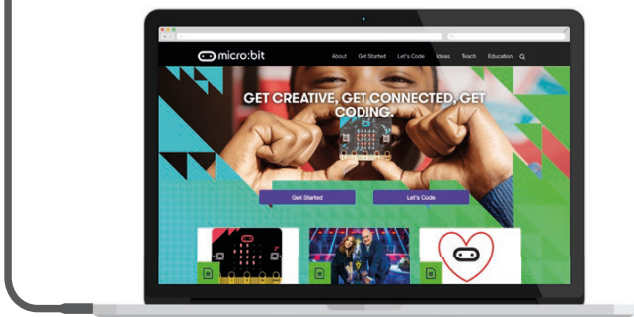 micro:bit
About Get Started Let's Code Ideas Teach Education
GET CREATIVE, GET CONNECTED, GET
CODING.
Get Started Let's Code